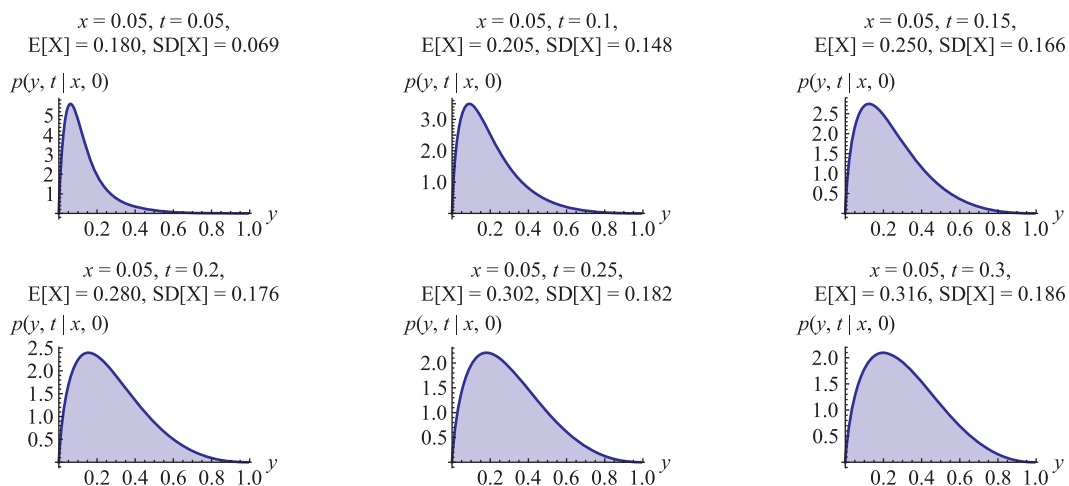 x = 0.05, t = 0.05,
E[X] = 0.180, SD[X] = 0.069
p(y, t | x, 0)
5
4
3
2
1
0.2 0.4 0.6 0.8 1.0 y
x = 0.05, t = 0.1,
E[X] = 0.205, SD[X] = 0.148
p(y, t | x, 0)
3.0
2.0
1.0
0.2 0.4 0.6 0.8 1.0 y
x = 0.05, t = 0.15,
E[X] = 0.250, SD[X] = 0.166
p(y, t | x, 0)
2.5
2.0
1.5
1.0
0.5
0.2 0.4 0.6 0.8 1.0 y
x = 0.05, t = 0.2,
E[X] = 0.280, SD[X] = 0.176
p(y, t | x, 0)
2.5
2.0
1.5
1.0
0.5
0.2 0.4 0.6 0.8 1.0 y
x = 0.05, t = 0.25,
E[X] = 0.302, SD[X] = 0.182
p(y, t | x, 0)
2.0
1.5
1.0
0.5
0.2 0.4 0.6 0.8 1.0 y
x = 0.05, t = 0.3,
E[X] = 0.316, SD[X] = 0.186
p(y, t | x, 0)
2.0
1.5
1.0
0.5
0.2 0.4 0.6 0.8 1.0 y